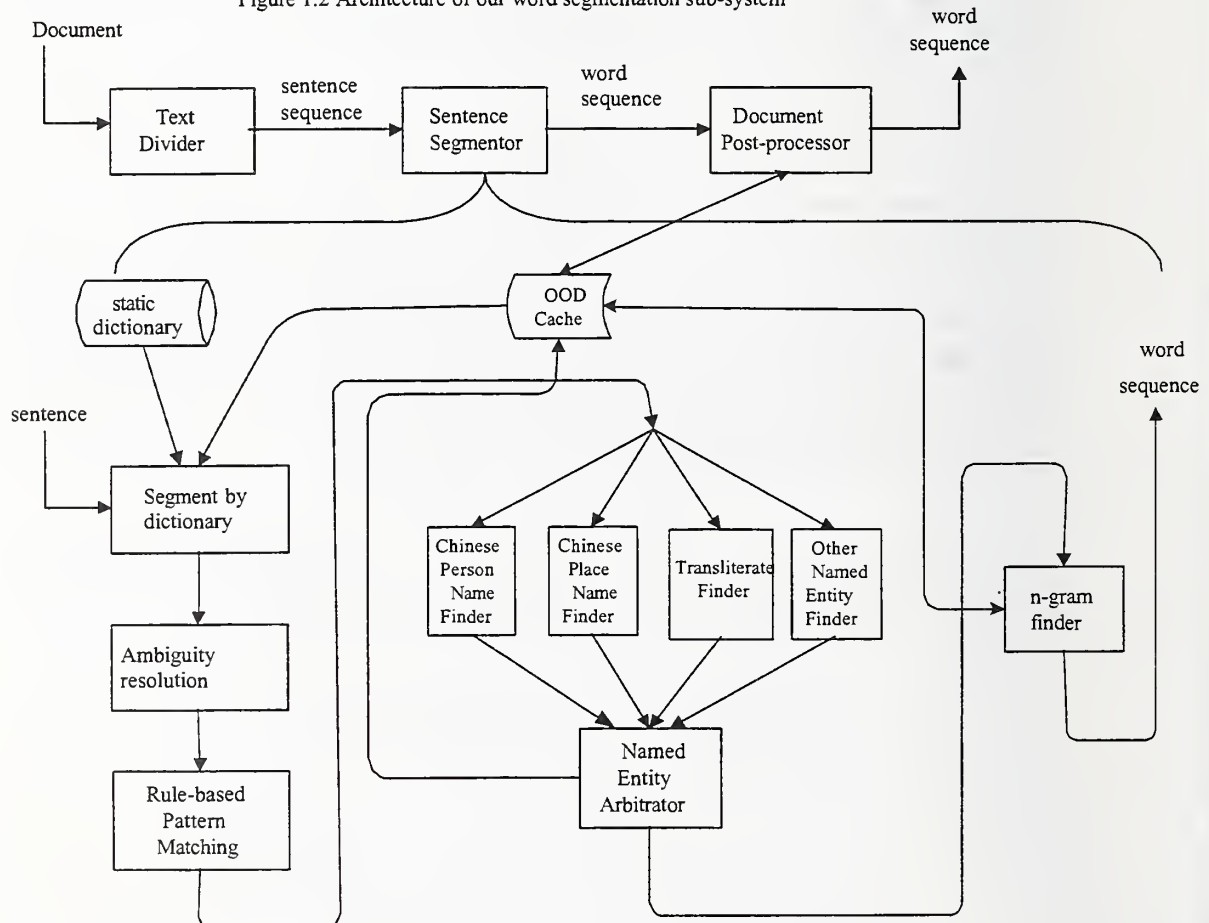 Figure 1.2 Architecture of our word segmentation sub-system
Document
word
sequence
sentence
sequence
word
sequence
Text
Divider
Sentence
Segmentor
Document
Post-processor
static
dictionary
OOD
Cache
word
sequence
sentence
Segment by
dictionary
Chinese
Person
Name
Finder
Chinese
Place
Name
Finder
Transliterate
Finder
Other
Named
Entity
Finder
n-gram
finder
Ambiguity
resolution
Named
Entity
Arbitrator
Rule-based
Pattern
Matching